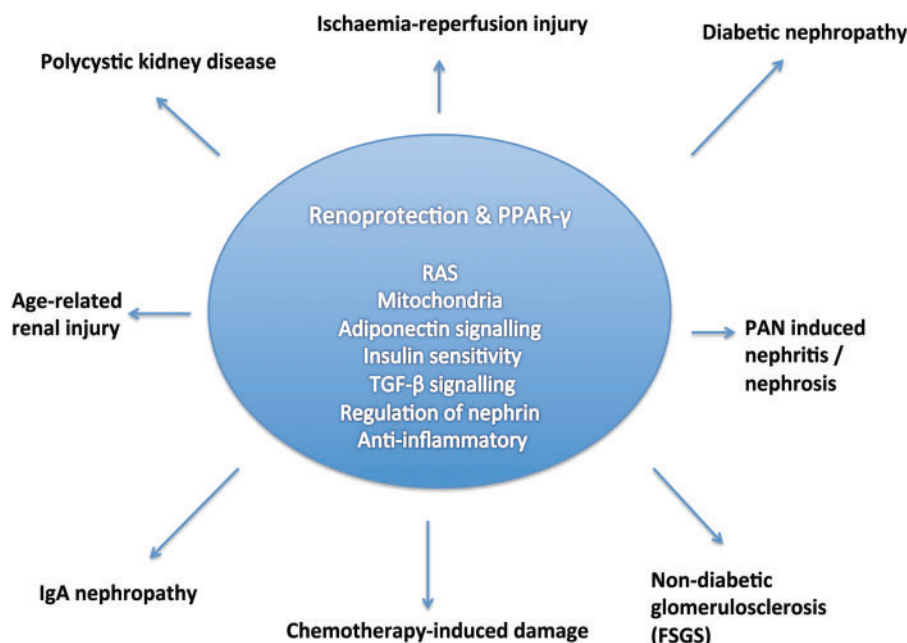 Ischaemia-reperfusion injury
Diabetic nephropathy
Polycystic kidney disease
Renoprotection & PPAR-γ
RAS
Mitochondria
Adiponectin signalling
Insulin sensitivity
TGF-β signalling
Regulation of nephrin
Anti-inflammatory
Age-related
renal injury
PAN induced
nephritis /
nephrosis
IgA nephropathy
Chemotherapy-induced damage
Non-diabetic
glomerulosclerosis
(FSGS)